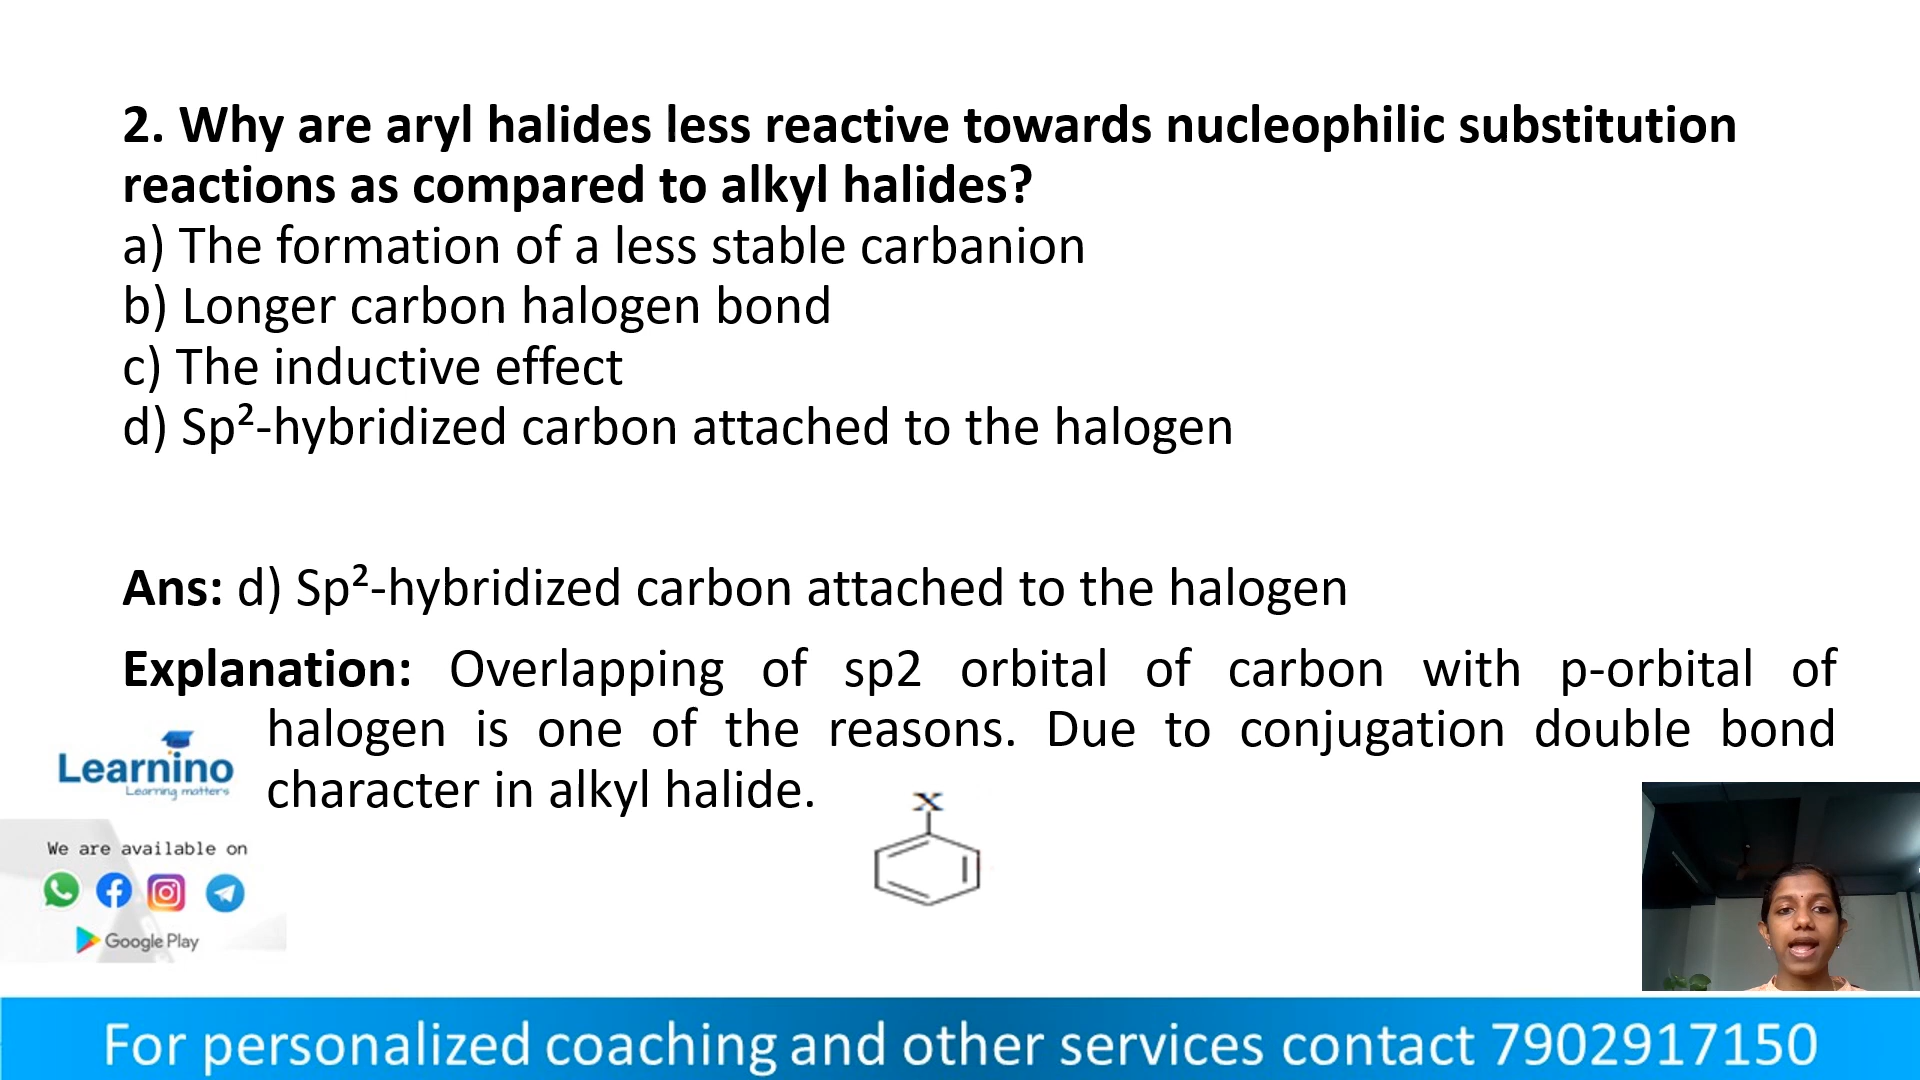 2. Why are aryl halides less reactive towards nucleophilic substitution
reactions as compared to alkyl halides?
a) The formation of a less stable carbanion
b) Longer carbon halogen bond
c) The inductive effect
d) Sp²-hybridized carbon attached to the halogen
Ans: d) Sp²-hybridized carbon attached to the halogen
Explanation: Overlapping of sp2 orbital of carbon with p-orbital of
halogen is one of the reasons. Due to conjugation double bond
character in alkyl halide.
X
Learnino
Learning matters
We are available on
Google Play
For personalized coaching and other services contact 7902917150